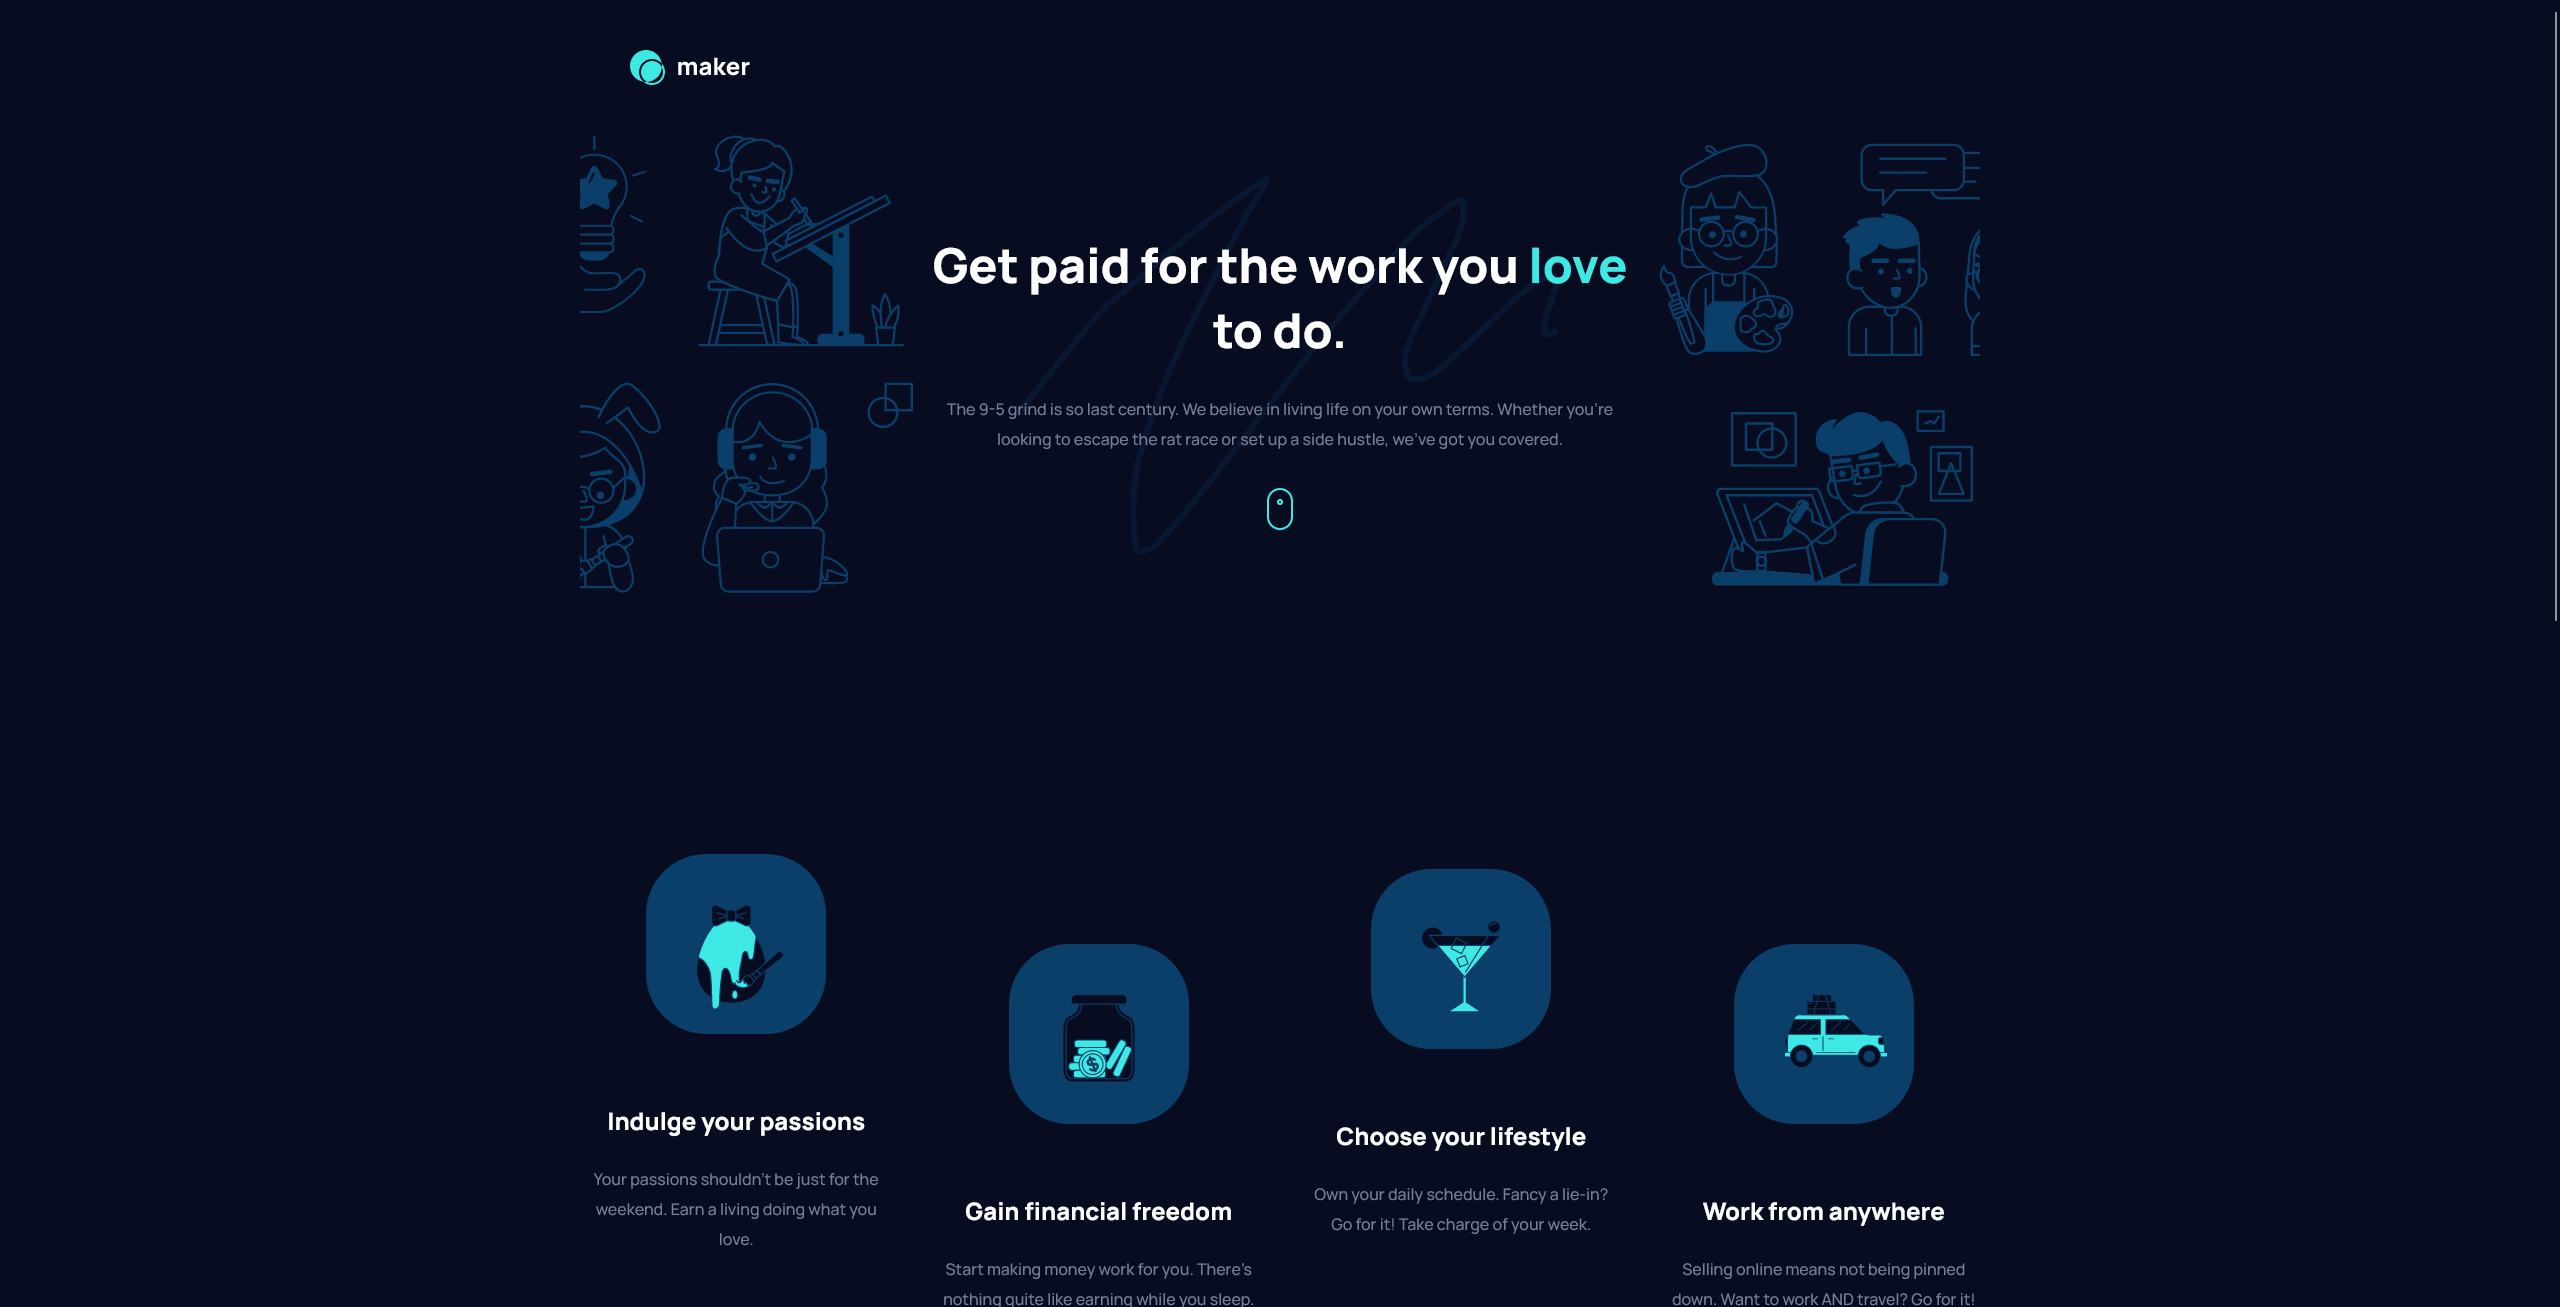 maker
Get paid for the work you love
to do.
The 9-5 grind is so last century. We believe in living life on your own terms. Whether you’re
looking to escape the rat race or set up a side hustle, we’ve got you covered.
Indulge your passions
Your passions shouldn’t be just for the
weekend. Earn a living doing what you
love.
Gain financial freedom
Start making money work for you. There’s
nothing quite like earning while you sleep.
Choose your lifestyle
Own your daily schedule. Fancy a lie-in?
Go for it! Take charge of your week.
Work from anywhere
Selling online means not being pinned
down. Want to work AND travel? Go for it!